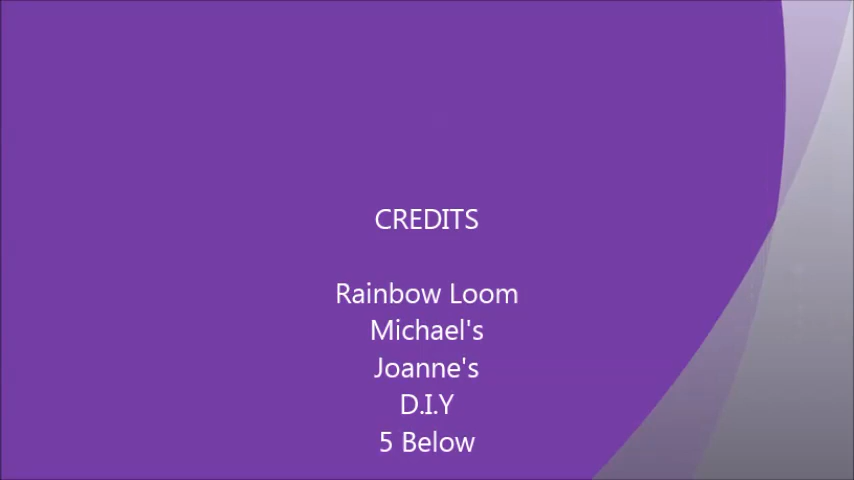 CREDITS
Rainbow Loom
Michael's
Joanne's
D.I.Y
5 Below